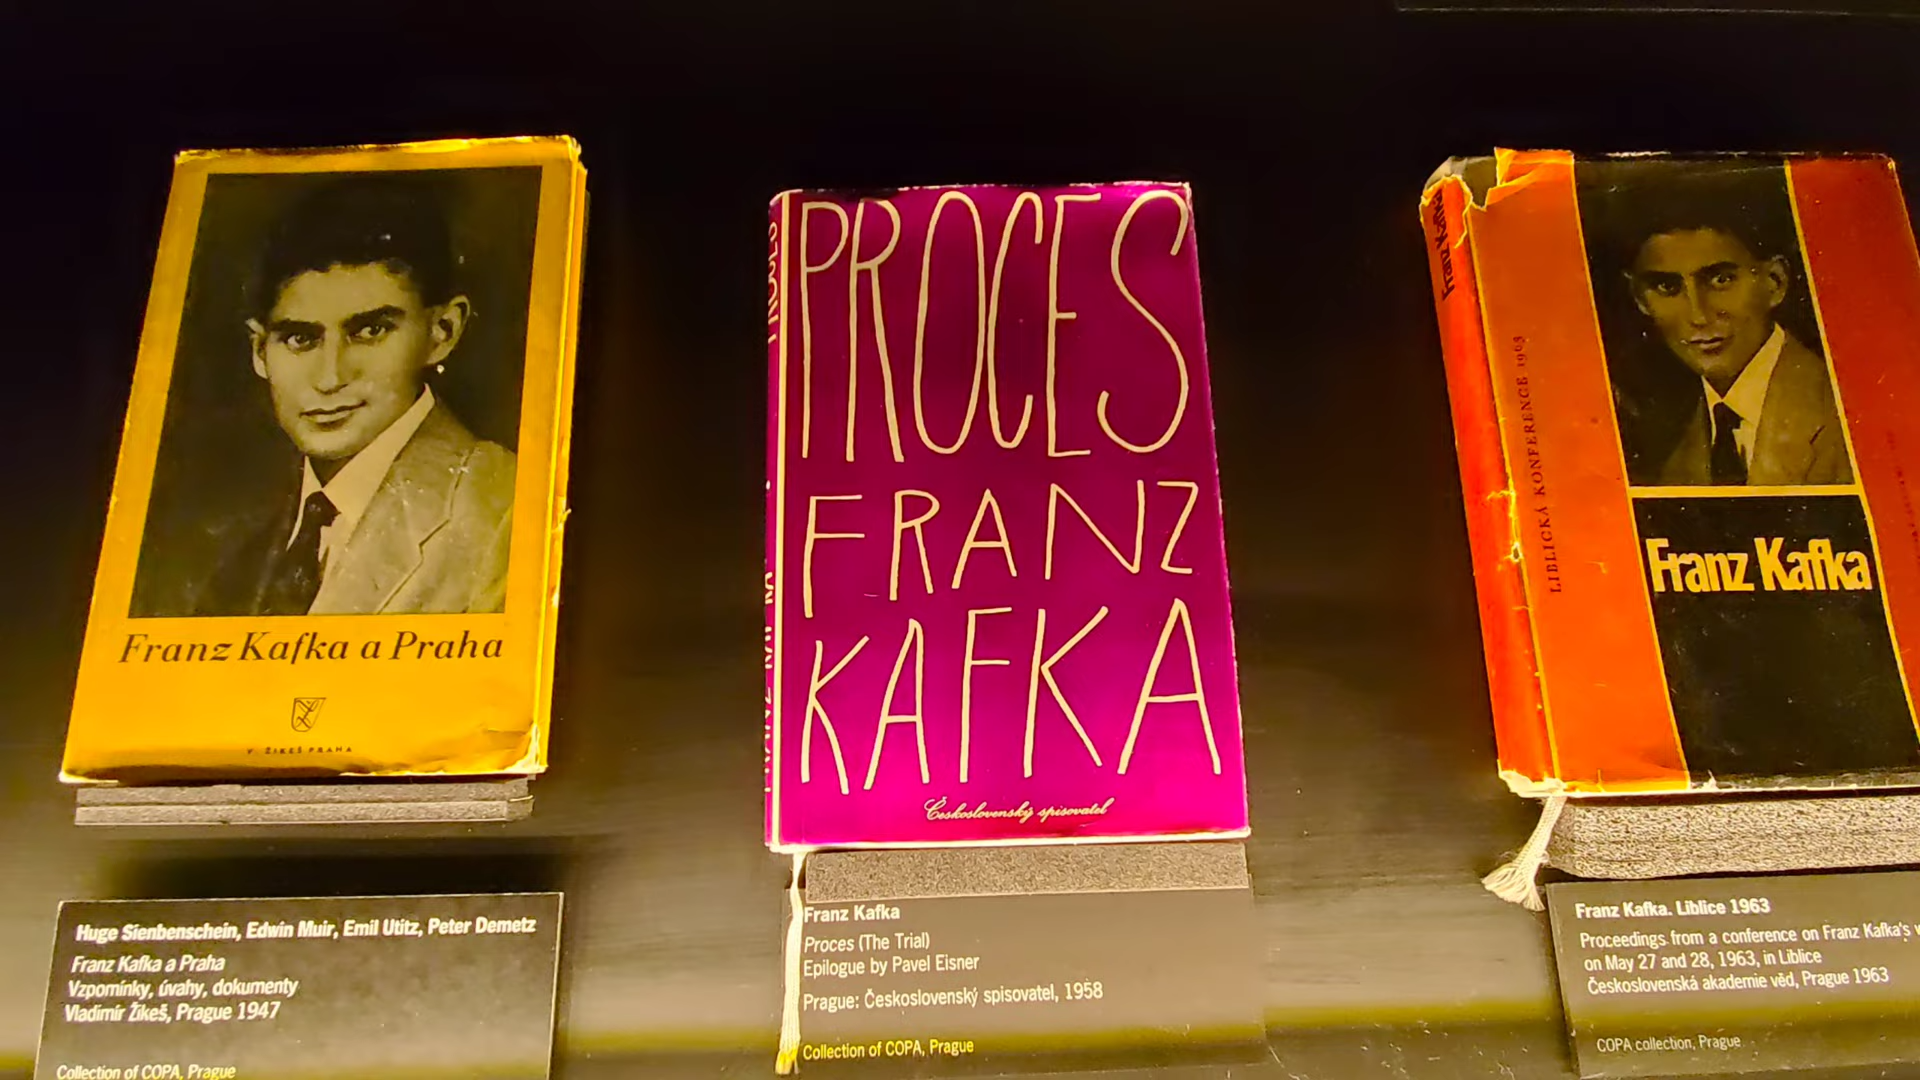 Franz Kafka a Praha
V. ŽIKEŠ PRAHA
Huge Sienbenschein, Edwin Muir, Emil Utitz, Peter Demetz
Franz Kafka a Praha
Vzpomínky, úvahy, dokumenty
Vladimír Žikeš, Prague 1947
Collection of COPA, Prague
PROCES
FRANZ
KAFKA
Československý spisovatel
FRANZ KAFKA
Franz Kafka
Proces (The Trial)
Epilogue by Pavel Eisner
Prague: Československý spisovatel, 1958
Collection of COPA, Prague
Franz Kafka
LIBLICKÁ KONFERENCE 1963
Franz Kafka
Franz Kafka. Liblice 1963
Proceedings from a conference on Franz Kafka's
on May 27 and 28, 1963, in Liblice
Československá akademie věd, Prague 1963
COPA collection, Prague